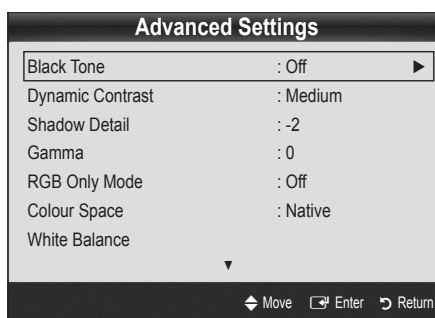 Advanced Settings
Black Tone : Off ►
Dynamic Contrast : Medium
Shadow Detail : -2
Gamma : 0
RGB Only Mode : Off
Colour Space : Native
White Balance
▼
Move Enter Return